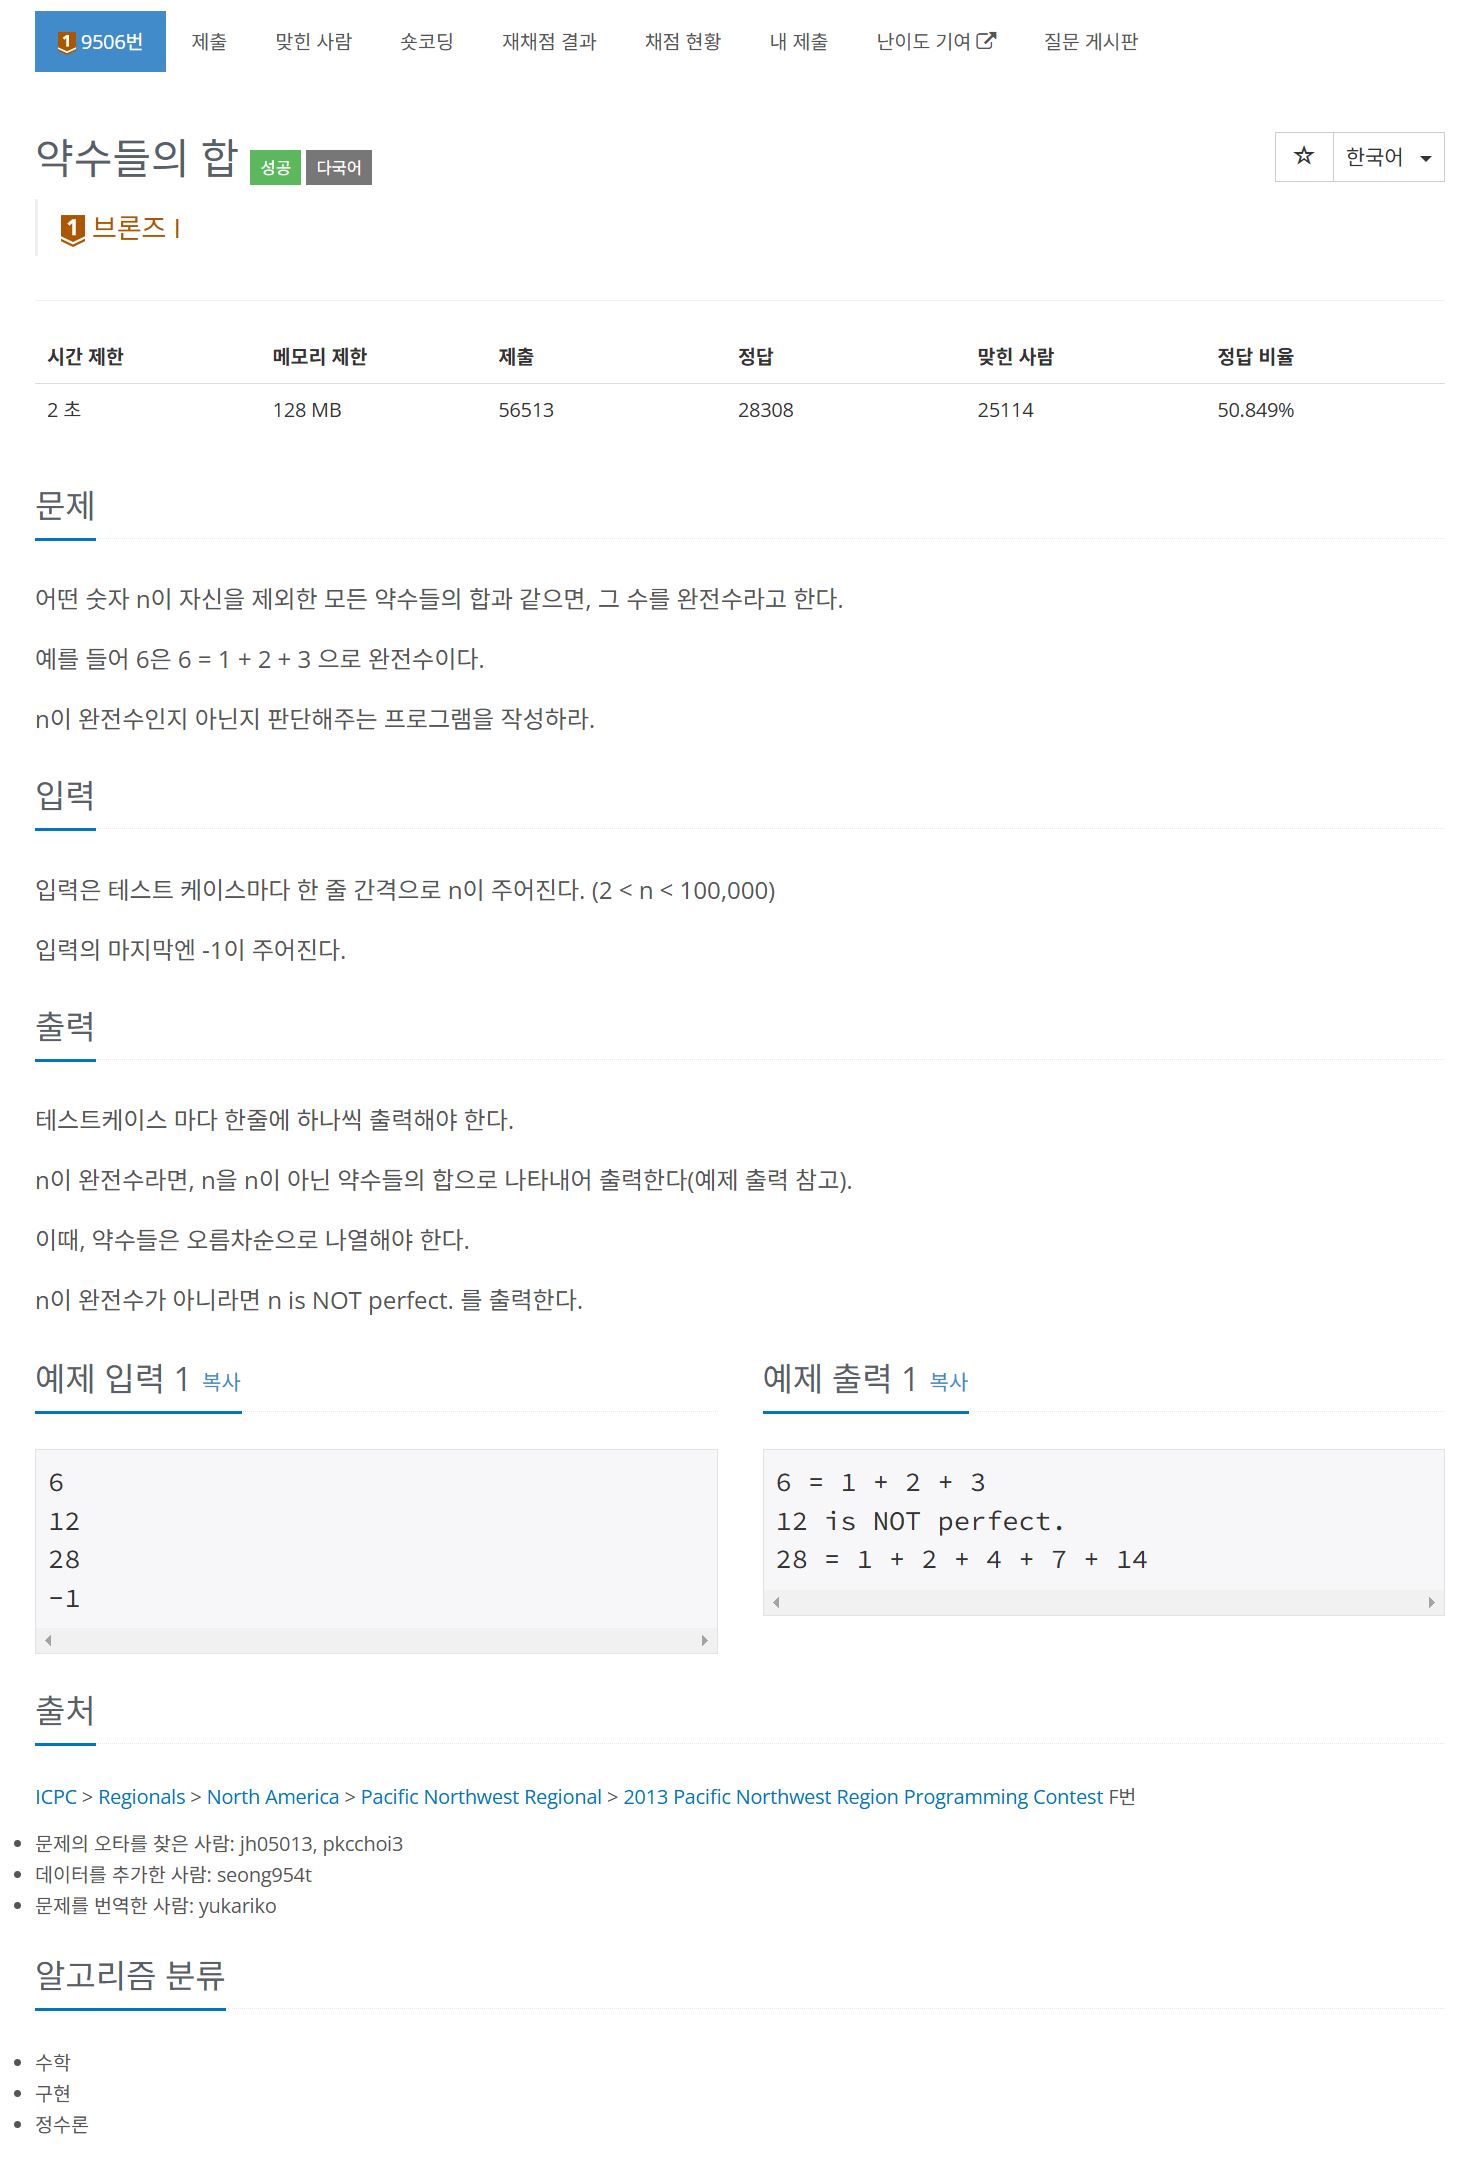 1 9506번 제출 맞힌 사람 숏코딩 재채점 결과 채점 현황 내 제출 난이도 기여 질문 게시판
약수들의 합 성공 다국어 ☆ 한국어
1 브론즈 I
시간 제한 메모리 제한 제출 정답 맞힌 사람 정답 비율
2 초 128 MB 56513 28308 25114 50.849%
문제
어떤 숫자 n이 자신을 제외한 모든 약수들의 합과 같으면, 그 수를 완전수라고 한다.
예를 들어 6은 6 = 1 + 2 + 3 으로 완전수이다.
n이 완전수인지 아닌지 판단해주는 프로그램을 작성하라.
입력
입력은 테스트 케이스마다 한 줄 간격으로 n이 주어진다. (2 < n < 100,000)
입력의 마지막엔 -1이 주어진다.
출력
테스트케이스 마다 한줄에 하나씩 출력해야 한다.
n이 완전수라면, n을 n이 아닌 약수들의 합으로 나타내어 출력한다(예제 출력 참고).
이때, 약수들은 오름차순으로 나열해야 한다.
n이 완전수가 아니라면 n is NOT perfect. 를 출력한다.
예제 입력 1 복사
6
12
28
-1
예제 출력 1 복사
6 = 1 + 2 + 3
12 is NOT perfect.
28 = 1 + 2 + 4 + 7 + 14
출처
ICPC > Regionals > North America > Pacific Northwest Regional > 2013 Pacific Northwest Region Programming Contest F번
• 문제의 오타를 찾은 사람: jh05013, pkcchoi3
• 데이터를 추가한 사람: seong954t
• 문제를 번역한 사람: yukariko
알고리즘 분류
• 수학
• 구현
• 정수론